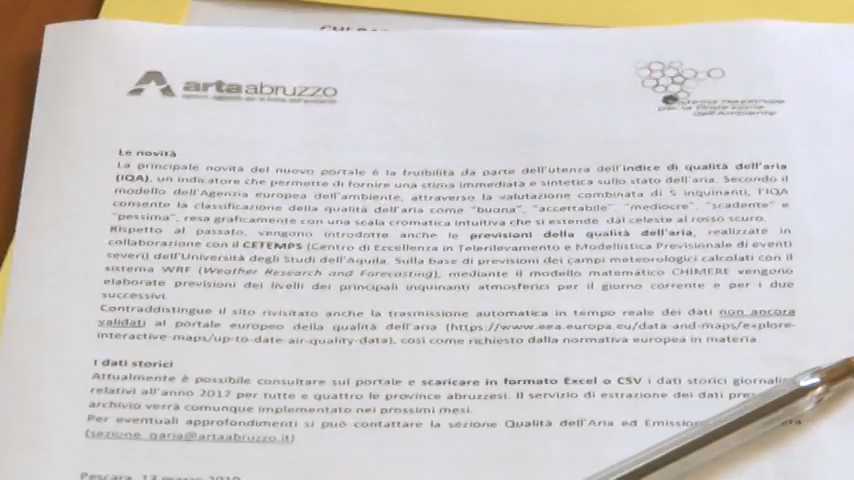 artaabruzzo
Sistema Nazionale
per la Protezione
dell'Ambiente
Le novità
La principale novità del nuovo portale è la fruibilità da parte dell'utenza dell'indice di qualità dell'aria
(IQA), un indicatore che permette di fornire una stima immediata e sintetica sullo stato dell'aria. Secondo il
modello dell'Agenzia europea dell'ambiente, attraverso la valutazione combinata di 5 inquinanti, l'IQA
consente la classificazione della qualità dell'aria come "buona", "accettabile", "mediocre", "scadente" e
"pessima", resa graficamente con una scala cromatica intuitiva che si estende dal celeste al rosso scuro.
Rispetto al passato, vengono introdotte anche le previsioni della qualità dell'aria, realizzate in
collaborazione con il CETEMPS (Centro di Eccellenza in Telerilevamento e Modellistica Previsionale di eventi
severi) dell'Università degli Studi dell'Aquila. Sulla base di previsioni dei campi meteorologici calcolati con il
sistema WRF (Weather Research and Forecasting), mediante il modello matematico CHIMERE vengono
elaborate previsioni dei livelli dei principali inquinanti atmosferici per il giorno corrente e per i due
successivi.
Contraddistingue il sito rivisitato anche la trasmissione automatica in tempo reale dei dati non ancora
validati al portale europeo della qualità dell'aria (https://www.eea.europa.eu/data-and-maps/explore-
interactive-maps/up-to-date-air-quality-data), così come richiesto dalla normativa europea in materia.
I dati storici
Attualmente è possibile consultare sul portale e scaricare in formato Excel o CSV i dati storici
relativi all'anno 2017 per tutte e quattro le province abruzzesi. Il servizio di estrazione dei dati
archivio verrà comunque implementato nei prossimi mesi.
Per eventuali approfondimenti si può contattare la sezione Qualità dell'Aria ed
(sezione_qaria@artaabruzzo.it)
Pescara, 13 marzo 2019